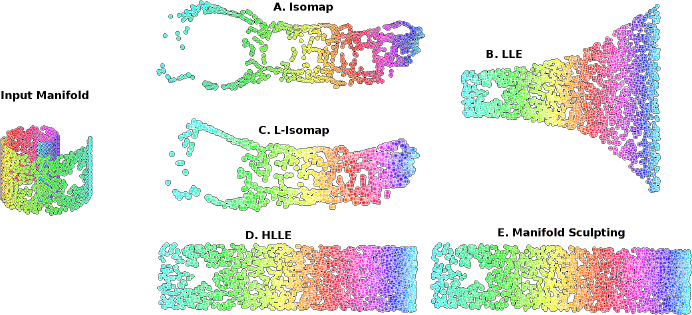 A. Isomap
B. LLE
Input Manifold
C. L-Isomap
D. HLLE
E. Manifold Sculpting